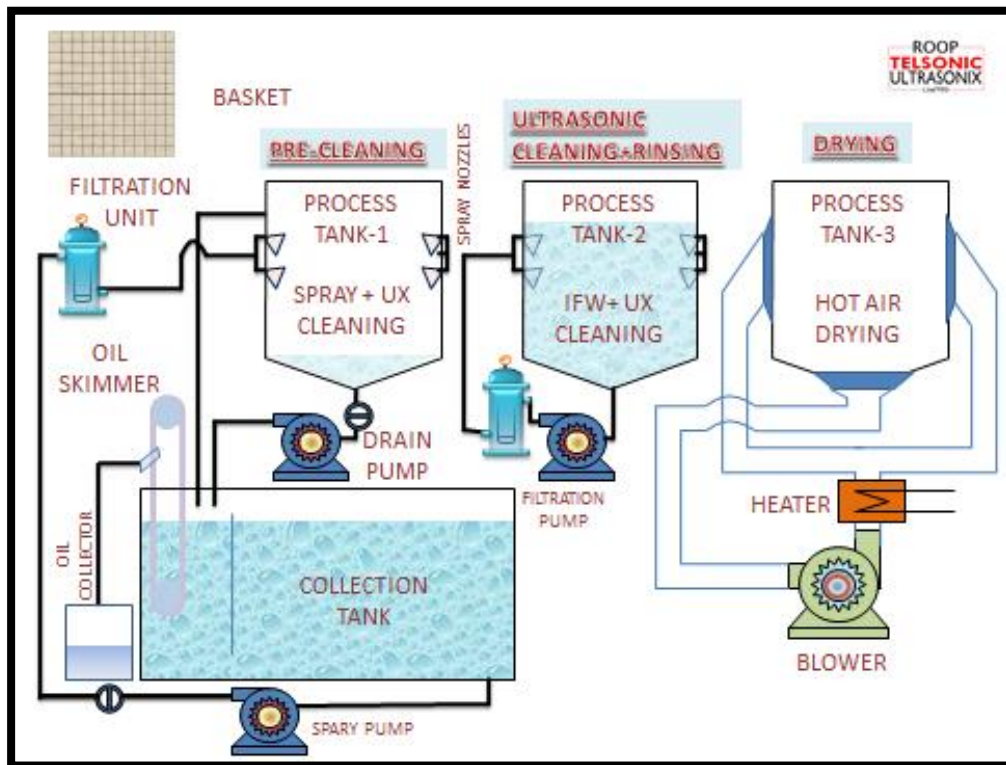 ROOP
TELSONIC
ULTRASONIX
BASKET
PRE-CLEANING
ULTRASONIC
CLEANING+RINSING
DRYING
FILTRATION
UNIT
SPRAY NOZZLES
PROCESS
TANK-1
SPRAY + UX
CLEANING
PROCESS
TANK-2
IFW+ UX
CLEANING
PROCESS
TANK-3
HOT AIR
DRYING
OIL
SKIMMER
DRAIN
PUMP
FILTRATION
PUMP
HEATER
OIL
COLLECTOR
COLLECTION
TANK
BLOWER
SPARY PUMP